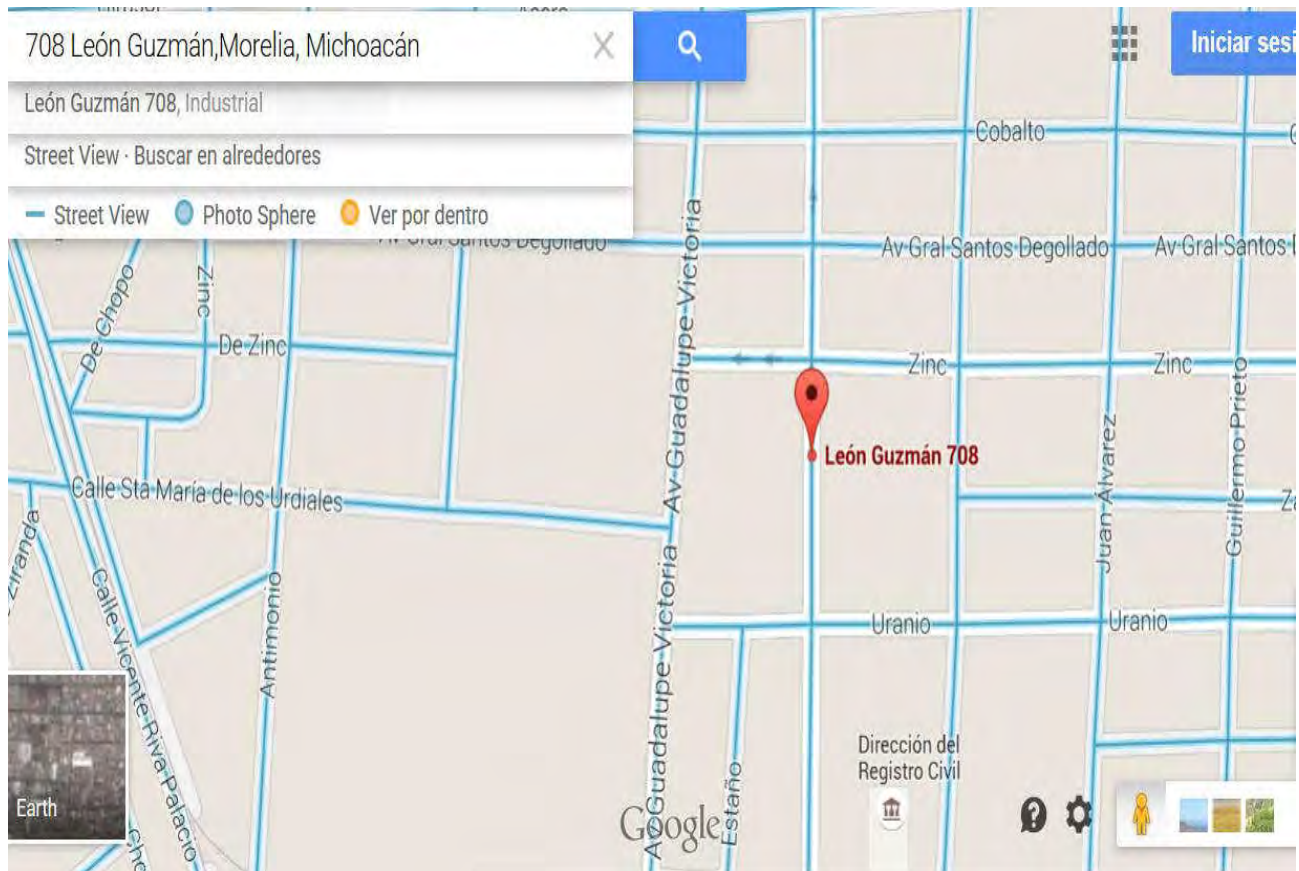 708 León Guzmán,Morelia, Michoacán
Iniciar sesi
León Guzmán 708, Industrial
Street View · Buscar en alrededores
Street View
Photo Sphere
Ver por dentro
Cobalto
Av Gral Santos Degollado
Av Gral Santos Degollado
Av Gral Santos
De Chopo
Zinc
De Zinc
Av Guadalupe Victoria
Zinc
Zinc
León Guzmán 708
Calle Sta María de los Urdiales
Juan Álvarez
Guillermo Prieto
Antimonio
Calle Vicente Riva Palacio
Av Guadalupe Victoria
Uranio
Uranio
Dirección del
Registro Civil
Av Guadalupe Victoria
Estaño
Google
Earth